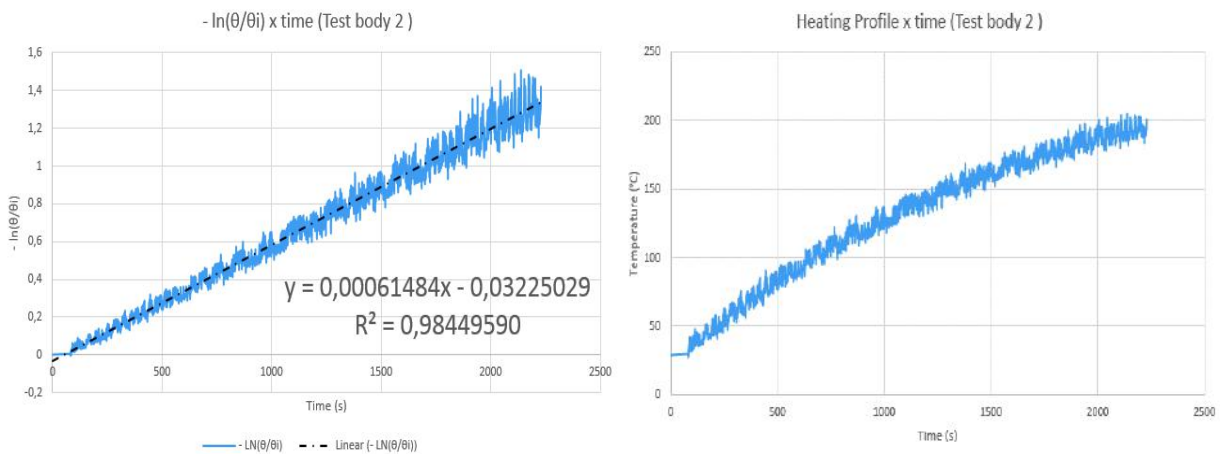 - ln(θ/θi) x time (Test body 2 )
1,6
1,4
1,2
1
0,8
0,6
0,4
0,2
0
-0,2
- ln(θ/θi)
y = 0,00061484x - 0,03225029
R² = 0,98449590
0 500 1000 1500 2000 2500
Time (s)
- LN(θ/θi) Linear (- LN(θ/θi))
Heating Profile x time (Test body 2 )
250
200
150
100
50
0
Temperature (°C)
0 500 1000 1500 2000 2500
Time (s)